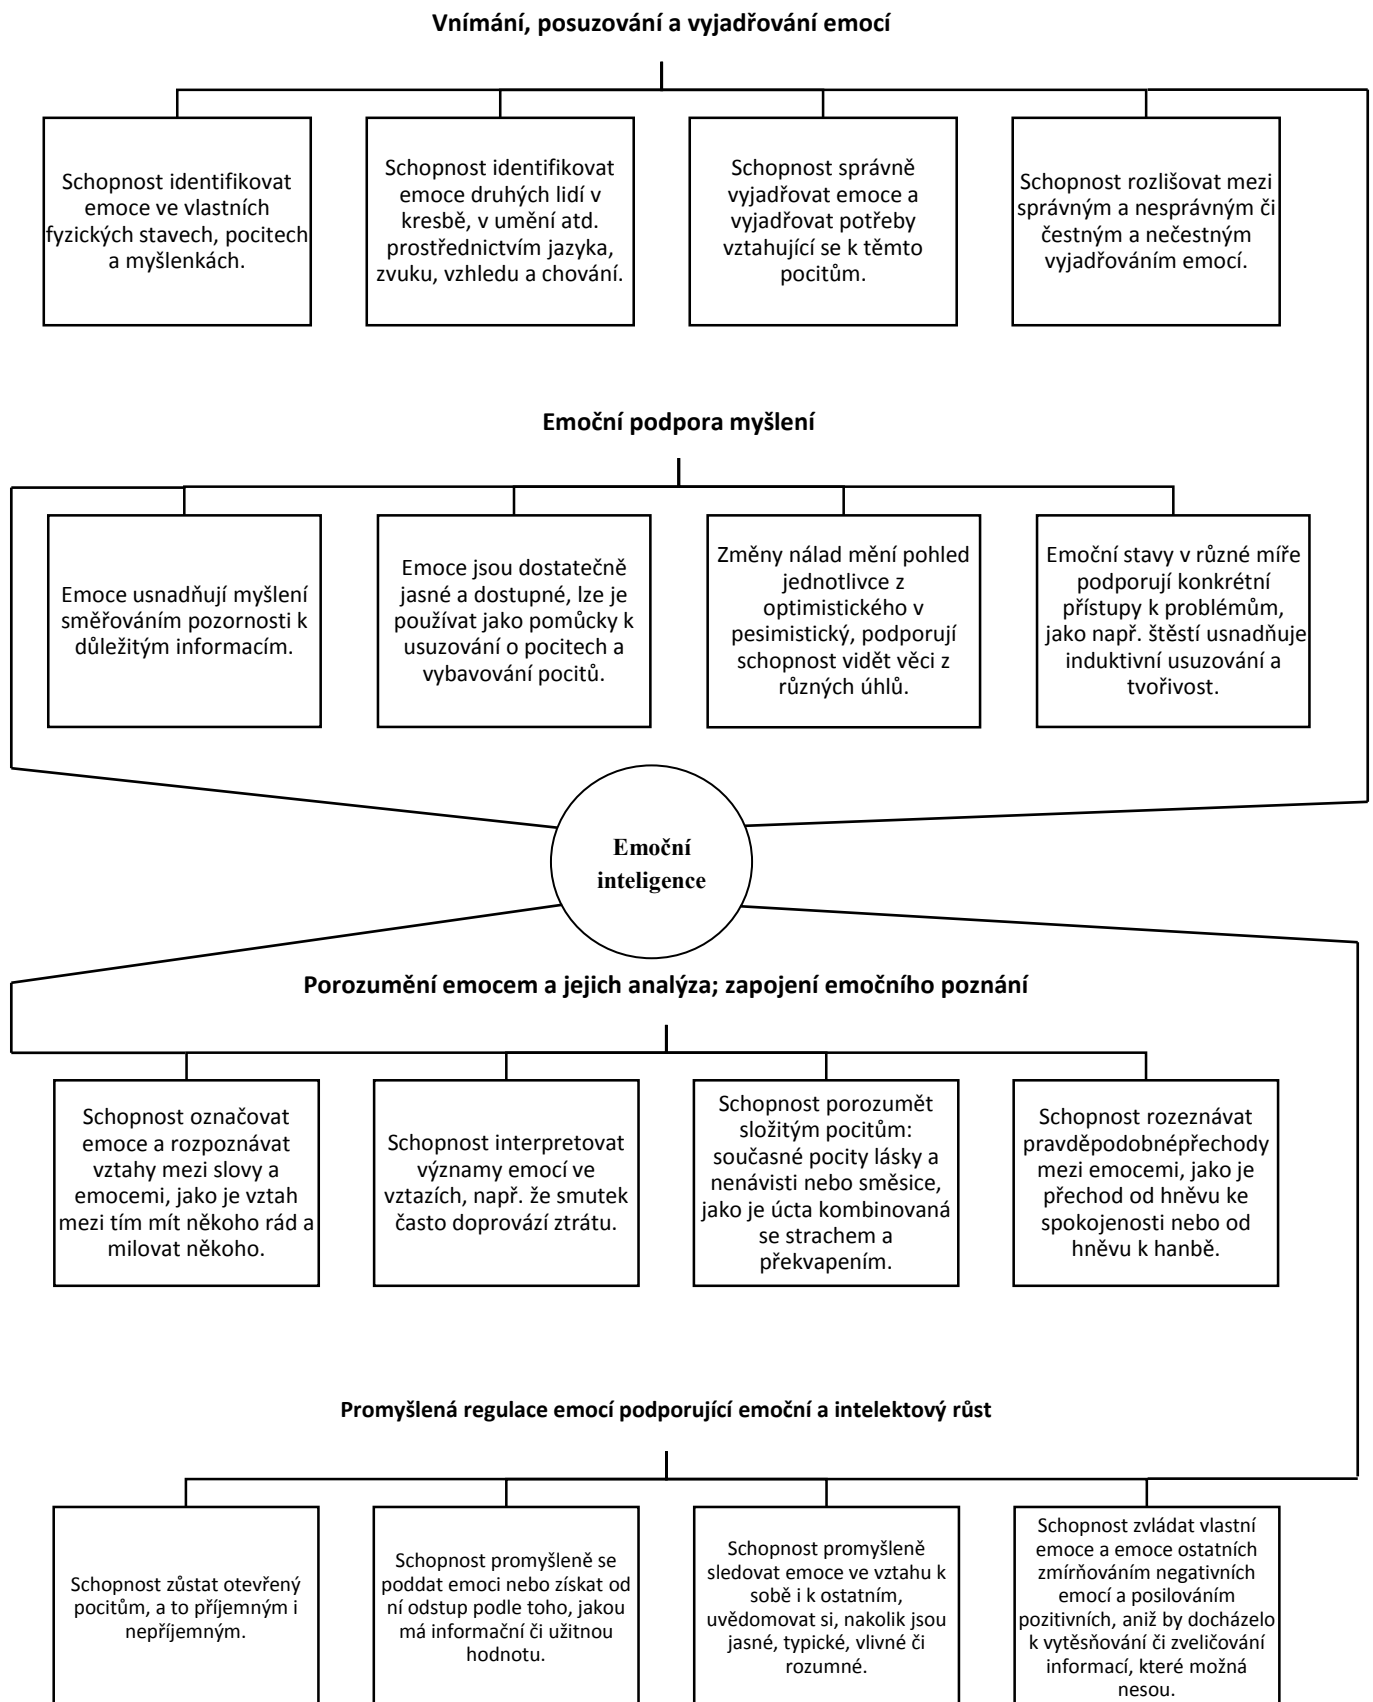 Vnímání, posuzování a vyjadřování emocí
Schopnost identifikovat
emoce ve vlastních
fyzických stavech, pocitech
a myšlenkách.
Schopnost identifikovat
emoce druhých lidí v
kresbě, v umění atd.
prostřednictvím jazyka,
zvuku, vzhledu a chování.
Schopnost správně
vyjadřovat emoce a
vyjadřovat potřeby
vztahující se k těmto
pocitům.
Schopnost rozlišovat mezi
správným a nesprávným či
čestným a nečestným
vyjadřováním emocí.
Emoční podpora myšlení
Emoce usnadňují myšlení
směřováním pozornosti k
důležitým informacím.
Emoce jsou dostatečně
jasné a dostupné, lze je
používat jako pomůcky k
usuzování o pocitech a
vybavování pocitů.
Změny nálad mění pohled
jednotlivce z
optimistického v
pesimistický, podporují
schopnost vidět věci z
různých úhlů.
Emoční stavy v různé míře
podporují konkrétní
přístupy k problémům,
jako např. štěstí usnadňuje
induktivní usuzování a
tvořivost.
Emoční
inteligence
Porozumění emocem a jejich analýza; zapojení emočního poznání
Schopnost označovat
emoce a rozpoznávat
vztahy mezi slovy a
emocemi, jako je vztah
mezi tím mít někoho rád a
milovat někoho.
Schopnost interpretovat
významy emocí ve
vztazích, např. že smutek
často doprovází ztrátu.
Schopnost porozumět
složitým pocitům:
současné pocity lásky a
nenávisti nebo směsice,
jako je úcta kombinovaná
se strachem a
překvapením.
Schopnost rozeznávat
pravděpodobnépřechody
mezi emocemi, jako je
přechod od hněvu ke
spokojenosti nebo od
hněvu k hanbě.
Promyšlená regulace emocí podporující emoční a intelektový růst
Schopnost zůstat otevřený
pocitům, a to příjemným i
nepříjemným.
Schopnost promyšleně se
poddat emoci nebo získat od
ní odstup podle toho, jakou
má informační či užitnou
hodnotu.
Schopnost promyšleně
sledovat emoce ve vztahu k
sobě i k ostatním,
uvědomovat si, nakolik jsou
jasné, typické, vlivné či
rozumné.
Schopnost zvládat vlastní
emoce a emoce ostatních
zmírňováním negativních
emocí a posilováním
pozitivních, aniž by docházelo
k vytěsňování či zveličování
informací, které možná
nesou.